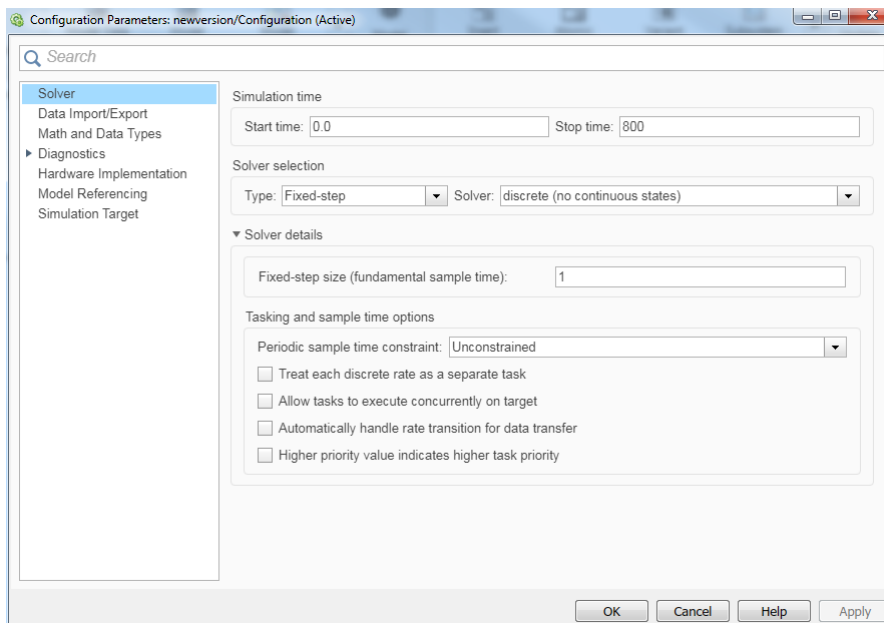 Configuration Parameters: newversion/Configuration (Active)
Search
Solver
Data Import/Export
Math and Data Types
Diagnostics
Hardware Implementation
Model Referencing
Simulation Target
Simulation time
Start time: 0.0 Stop time: 800
Solver selection
Type: Fixed-step Solver: discrete (no continuous states)
Solver details
Fixed-step size (fundamental sample time): 1
Tasking and sample time options
Periodic sample time constraint: Unconstrained
Treat each discrete rate as a separate task
Allow tasks to execute concurrently on target
Automatically handle rate transition for data transfer
Higher priority value indicates higher task priority
OK Cancel Help Apply